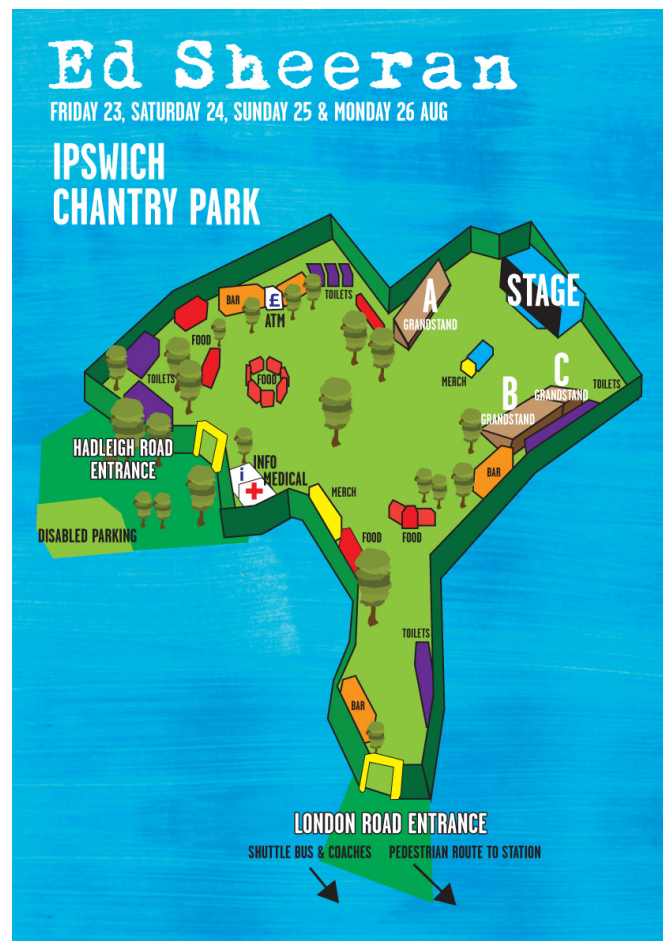 Ed Sheeran
FRIDAY 23, SATURDAY 24, SUNDAY 25 & MONDAY 26 AUG
IPSWICH
CHANTRY PARK
A
GRANDSTAND
STAGE
TOILETS
BAR
£
ATM
FOOD
TOILETS
FOOD
MERCH
B
GRANDSTAND
C
GRANDSTAND
TOILETS
BAR
HADLEIGH ROAD
ENTRANCE
i
INFO
MEDICAL
MERCH
FOOD
FOOD
DISABLED PARKING
TOILETS
BAR
LONDON ROAD ENTRANCE
SHUTTLE BUS & COACHES
PEDESTRIAN ROUTE TO STATION